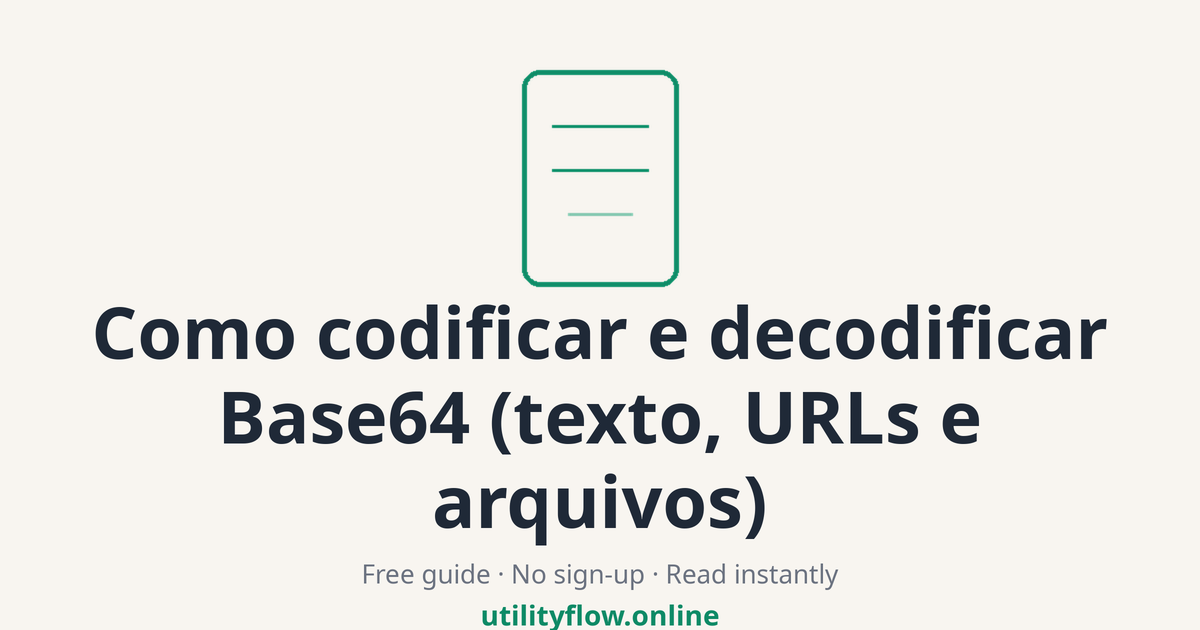 Como codificar e decodificar
Base64 (texto, URLs e
arquivos)
Free guide · No sign-up · Read instantly
utilityflow.online